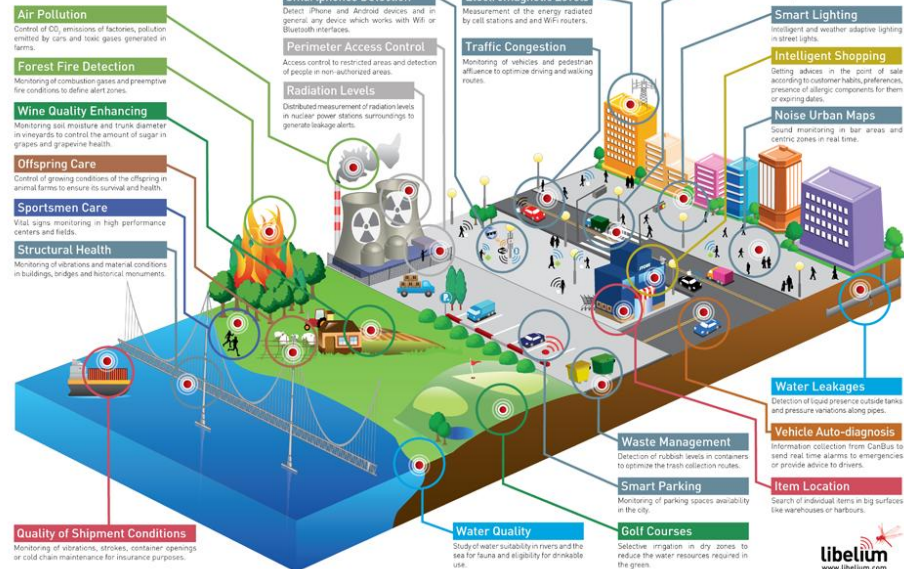 Air Pollution
Control of CO2 emissions of factories, pollution
emitted by cars and toxic gases generated in
farms.
Forest Fire Detection
Monitoring of combustion gases and preemptive
fire conditions to define alert zones.
Wine Quality Enhancing
Monitoring soil moisture and trunk diameter
in vineyards to control the amount of sugar in
grapes and grapevine health.
Offspring Care
Control of growing conditions of the offspring in
animal farms to ensure its survival and health.
Sportsmen Care
Vital signs monitoring in high performance
centers and fields.
Structural Health
Monitoring of vibrations and material conditions
in buildings, bridges and historical monuments.
Quality of Shipment Conditions
Monitoring of vibrations, strokes, container openings
or cold chain maintenance for insurance purposes.
Detect iPhone and Android devices and in
general any device which works with Wifi or
Bluetooth interfaces.
Perimeter Access Control
Access control to restricted areas and detection
of people in non-authorized areas.
Radiation Levels
Distributed measurement of radiation levels
in nuclear power stations surroundings to
generate leakage alerts.
Measurement of the energy radiated
by cell stations and and WiFi routers.
Traffic Congestion
Monitoring of vehicles and pedestrian
affluence to optimize driving and walking
routes.
Smart Lighting
Intelligent and weather adaptive lighting
in street lights.
Intelligent Shopping
Getting advices in the point of sale
according to customer habits, preferences,
presence of allergic components for them
or expiring dates.
Noise Urban Maps
Sound monitoring in bar areas and
centric zones in real time.
Water Leakages
Detection of liquid presence outside tanks
and pressure variations along pipes.
Vehicle Auto-diagnosis
Information collection from CanBus to
send real time alarms to emergencies
or provide advice to drivers.
Item Location
Search of individual items in big surfaces
like warehouses or harbours.
Waste Management
Detection of rubbish levels in containers
to optimize the trash collection routes.
Smart Parking
Monitoring of parking spaces availability
in the city.
Golf Courses
Selective irrigation in dry zones to
reduce the water resources required in
the green.
Water Quality
Study of water suitability in rivers and the
sea for fauna and eligibility for drinkable
use.
libelium
www.libelium.com